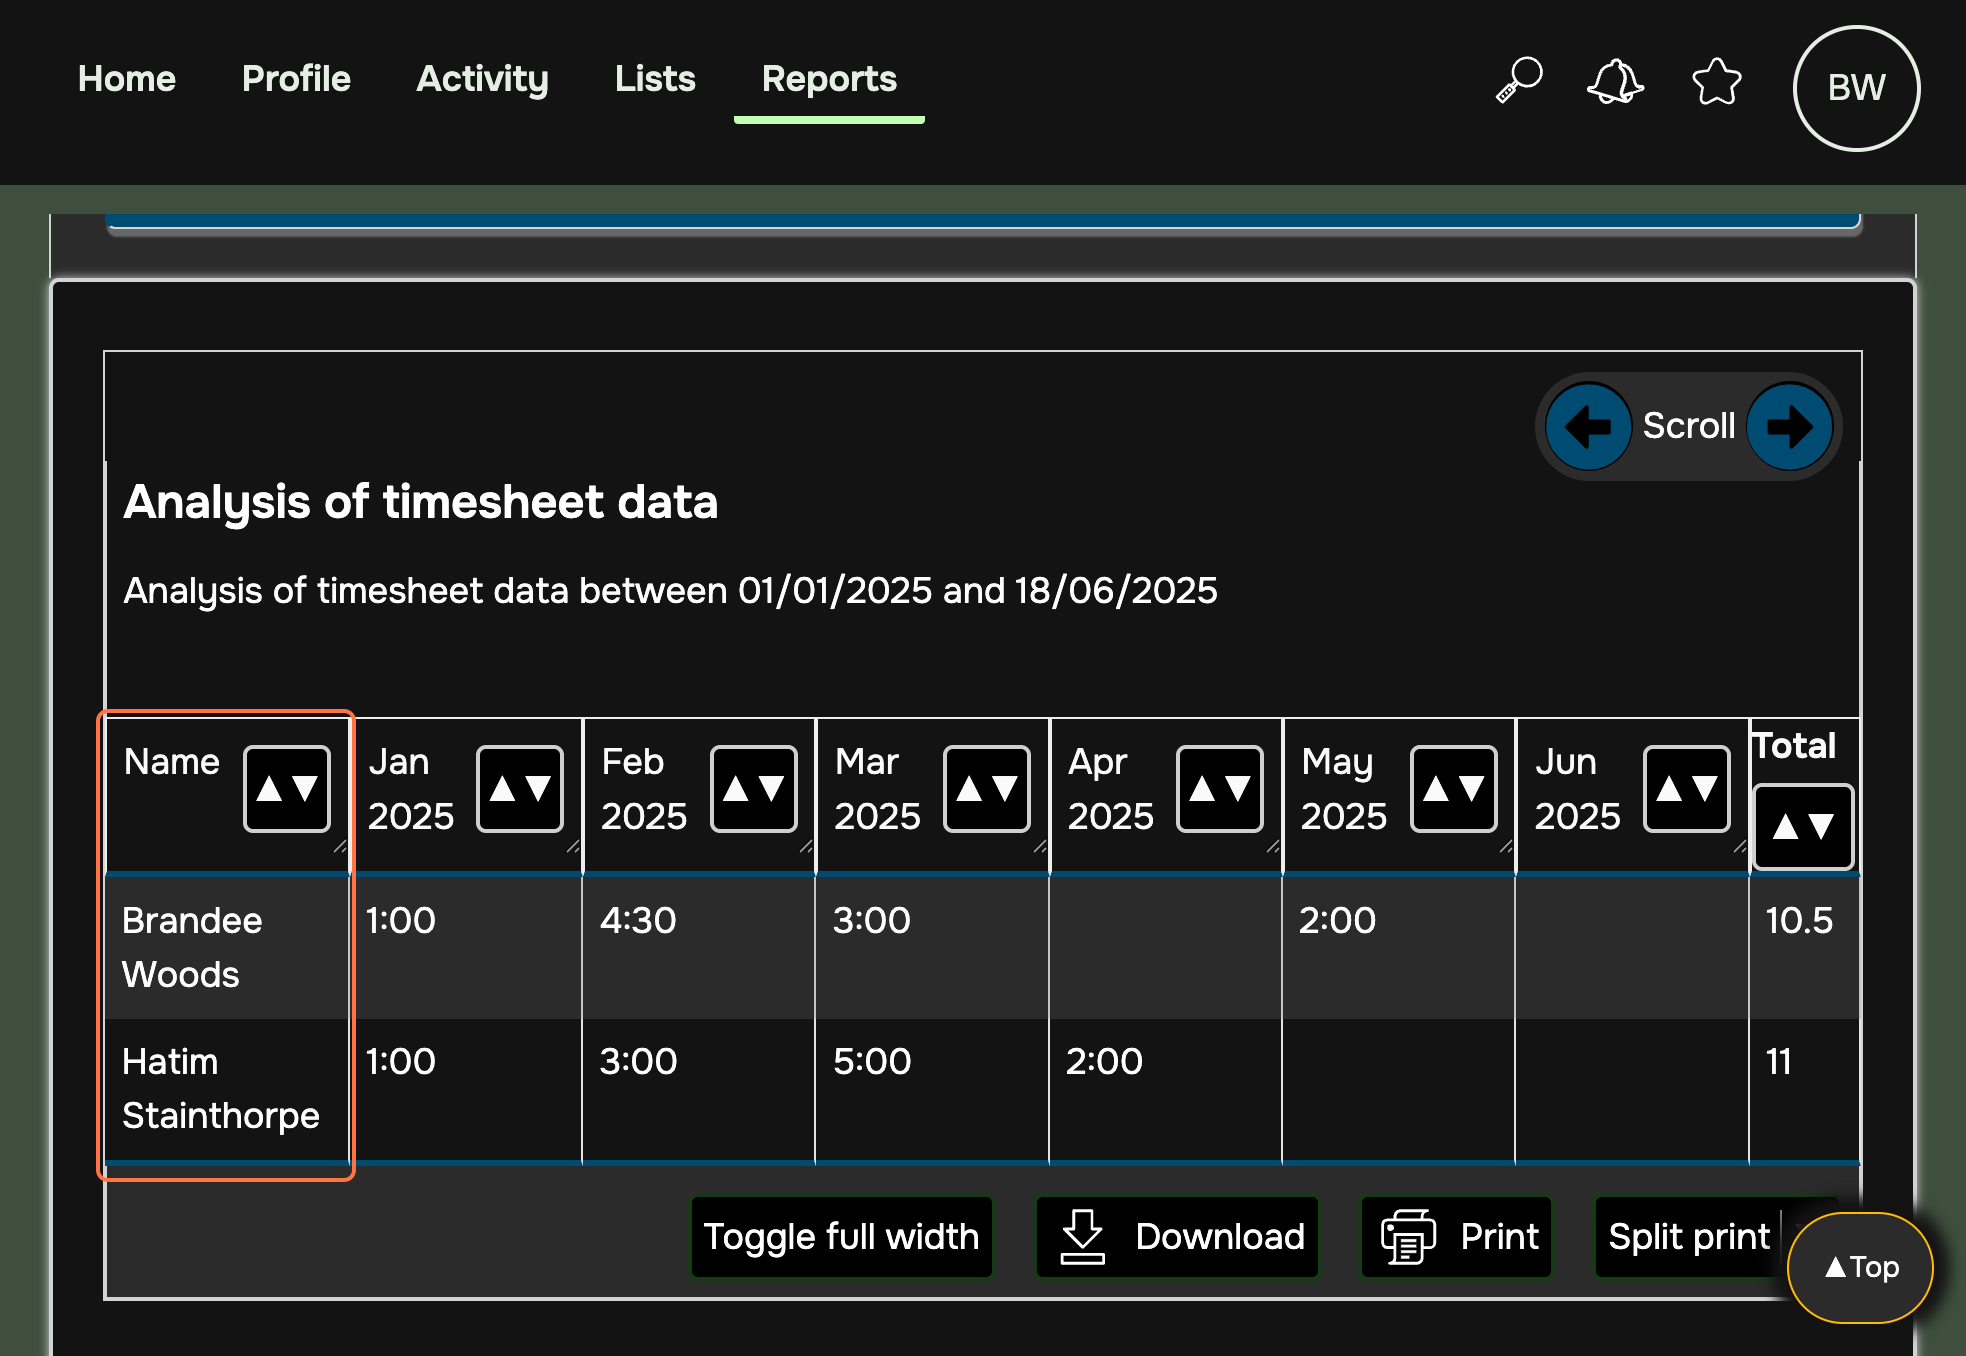 Home Profile Activity Lists Reports BW
Scroll
Analysis of timesheet data
Analysis of timesheet data between 01/01/2025 and 18/06/2025
Name ▲▼ Jan 2025 ▲▼ Feb 2025 ▲▼ Mar 2025 ▲▼ Apr 2025 ▲▼ May 2025 ▲▼ Jun 2025 ▲▼ Total ▲▼
Brandee Woods 1:00 4:30 3:00 2:00 10.5
Hatim Stainthorpe 1:00 3:00 5:00 2:00 11
Toggle full width Download Print Split print
▲Top